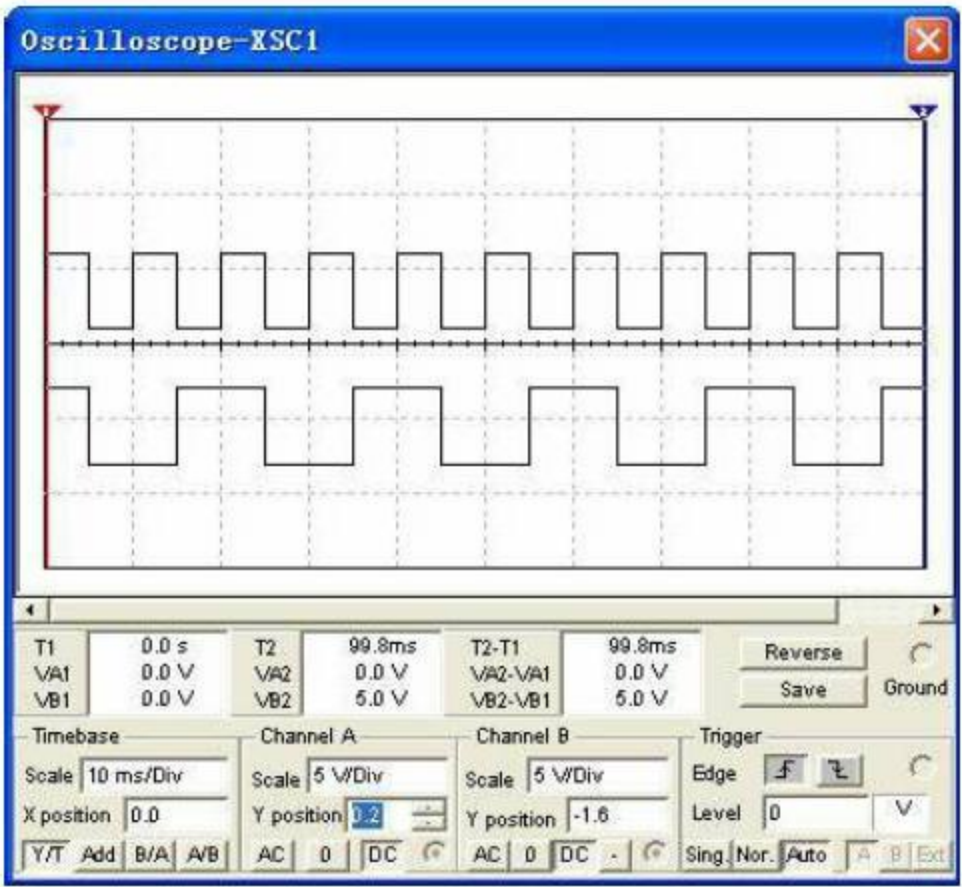 Oscilloscope-XSC1
1 2
T1 0.0 s T2 99.8ms T2-T1 99.8ms Reverse
VA1 0.0 V VA2 0.0 V VA2-VA1 0.0 V
VB1 0.0 V VB2 5.0 V VB2-VB1 5.0 V Save Ground
Timebase Channel A Channel B Trigger
Scale 10 ms/Div Scale 5 V/Div Scale 5 V/Div Edge
X position 0.0 Y position 0.2 Y position -1.6 Level 0 V
Y/T Add B/A A/B AC 0 DC AC 0 DC - Sing. Nor. Auto A B Ext